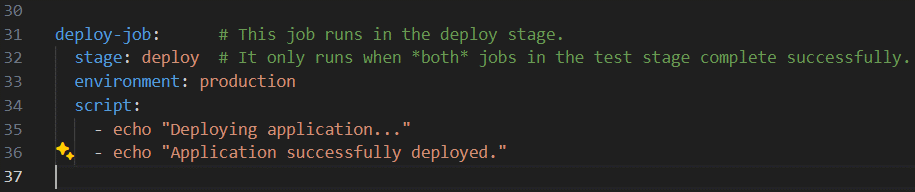 30
31 deploy-job:      # This job runs in the deploy stage.
32   stage: deploy  # It only runs when *both* jobs in the test stage complete successfully.
33   environment: production
34   script:
35     - echo "Deploying application..."
36     - echo "Application successfully deployed."
37